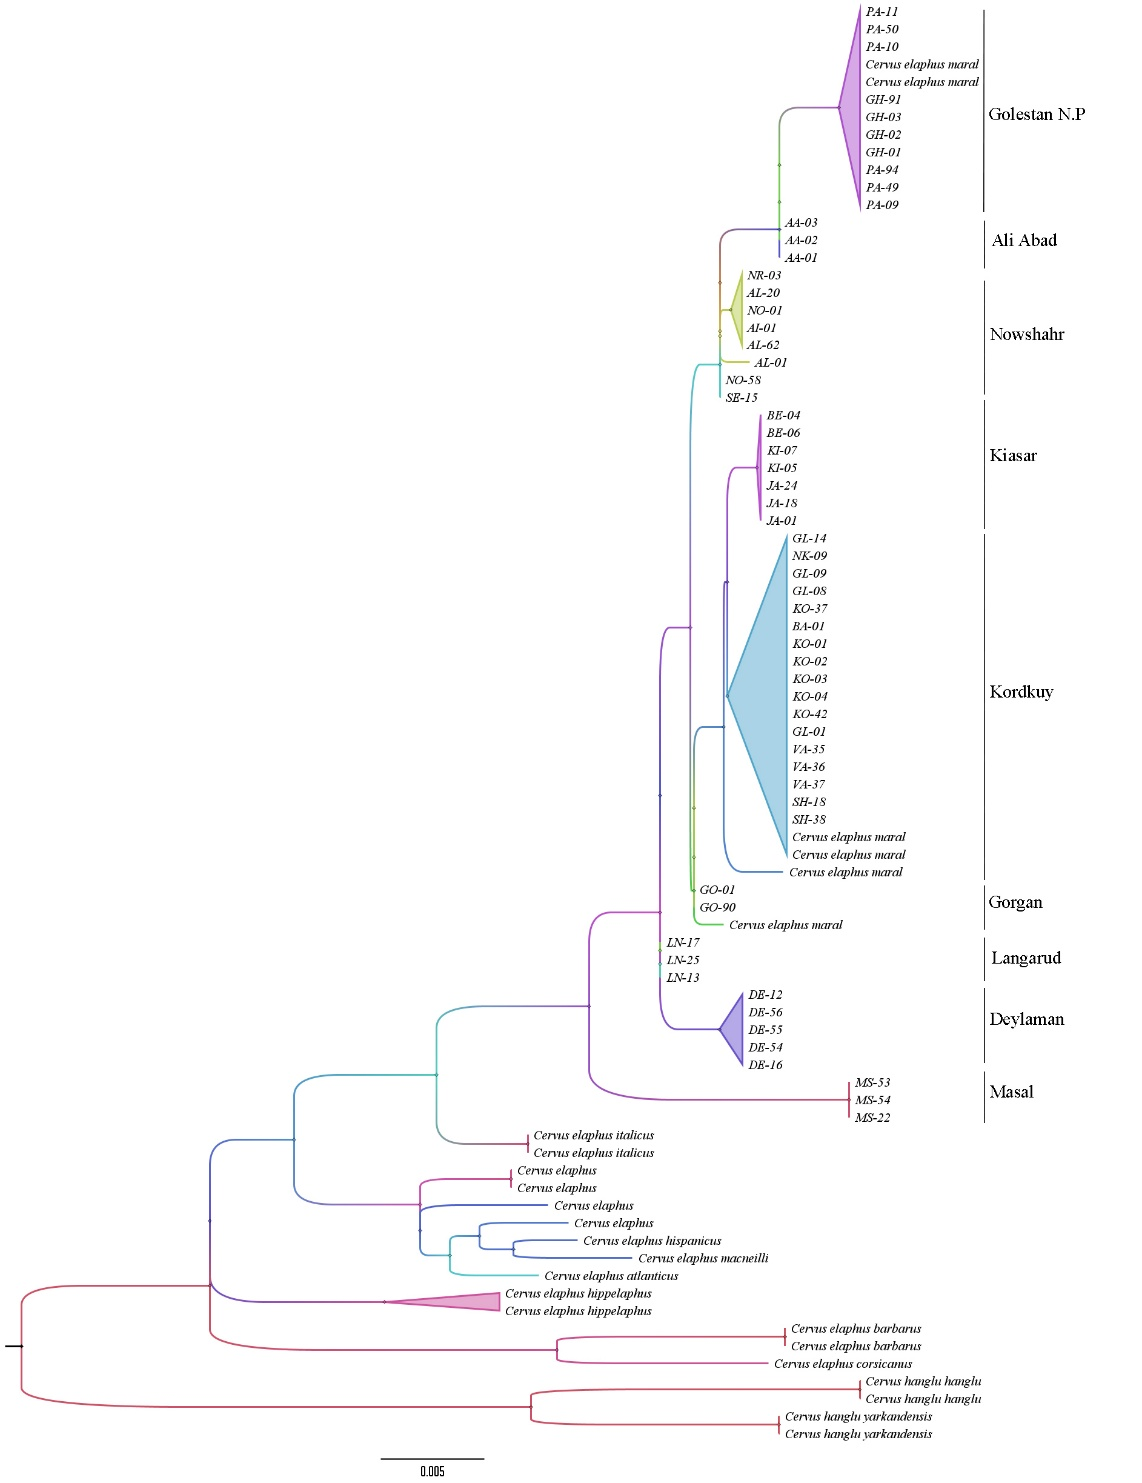 PA-11
PA-50
PA-10
Cervus elaphus maral
Cervus elaphus maral
GH-91
GH-03
GH-02
GH-01
PA-94
PA-49
PA-09
Golestan N.P
AA-03
AA-02
AA-01
Ali Abad
NR-03
AL-20
NO-01
AI-01
AL-62
AL-01
NO-58
SE-15
Nowshahr
BE-04
BE-06
KI-07
KI-05
JA-24
JA-18
JA-01
Kiasar
GL-14
NK-09
GL-09
GL-08
KO-37
BA-01
KO-01
KO-02
KO-03
KO-04
KO-42
GL-01
VA-35
VA-36
VA-37
SH-18
SH-38
Cervus elaphus maral
Cervus elaphus maral
Cervus elaphus maral
Kordkuy
GO-01
GO-90
Cervus elaphus maral
Gorgan
LN-17
LN-25
LN-13
Langarud
DE-12
DE-56
DE-55
DE-54
DE-16
Deylaman
MS-53
MS-54
MS-22
Masal
Cervus elaphus italicus
Cervus elaphus italicus
Cervus elaphus
Cervus elaphus
Cervus elaphus
Cervus elaphus
Cervus elaphus hispanicus
Cervus elaphus macneilli
Cervus elaphus atlanticus
Cervus elaphus hippelaphus
Cervus elaphus hippelaphus
Cervus elaphus barbarus
Cervus elaphus barbarus
Cervus elaphus corsicanus
Cervus hanglu hanglu
Cervus hanglu hanglu
Cervus hanglu yarkandensis
Cervus hanglu yarkandensis
0.005